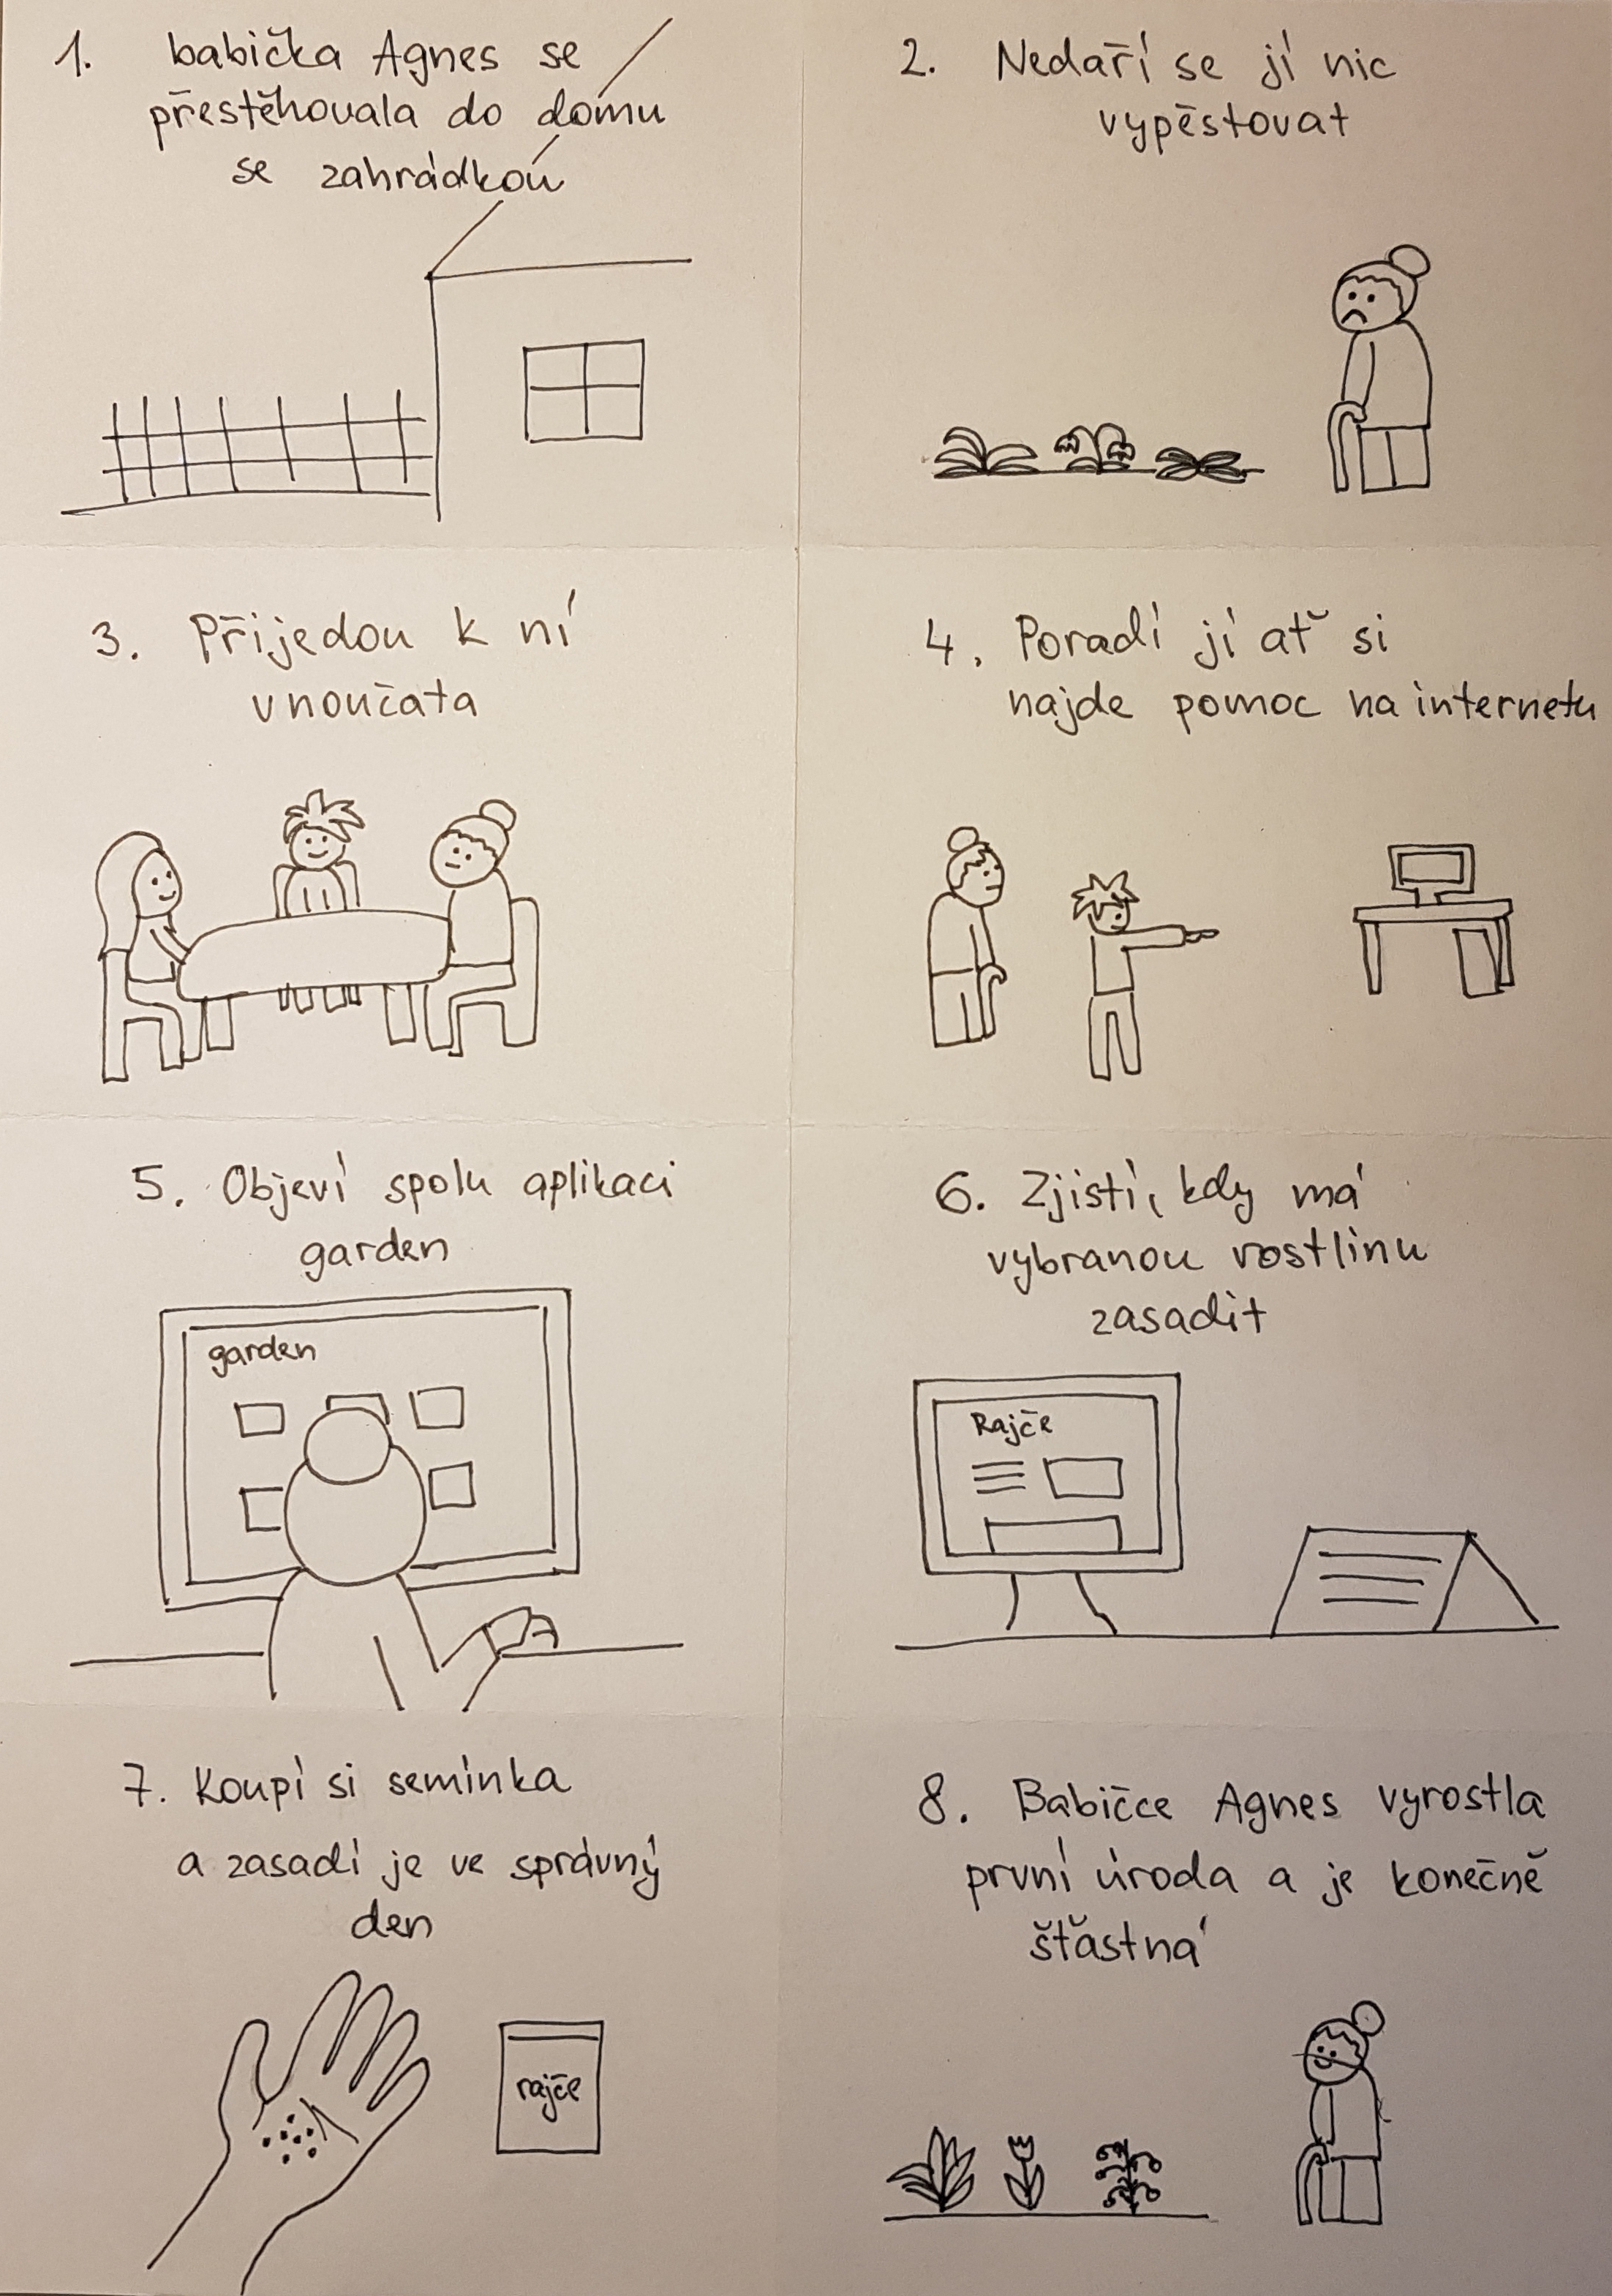 1. babička Agnes se
přestěhovala do domu
se zahrádkou
2. Nedaří se jí nic
vypěstovat
3. Přijedou k ní
vnoučata
4. Poradí jí ať si
najde pomoc na internetu
5. Objeví spolu aplikaci
garden
garden
6. Zjistí, kdy má
vybranou rostlinu
zasadit
Rajče
7. Koupí si semínka
a zasadí je ve správný
den
rajče
8. Babičce Agnes vyrostla
první úroda a je konečně
šťastná